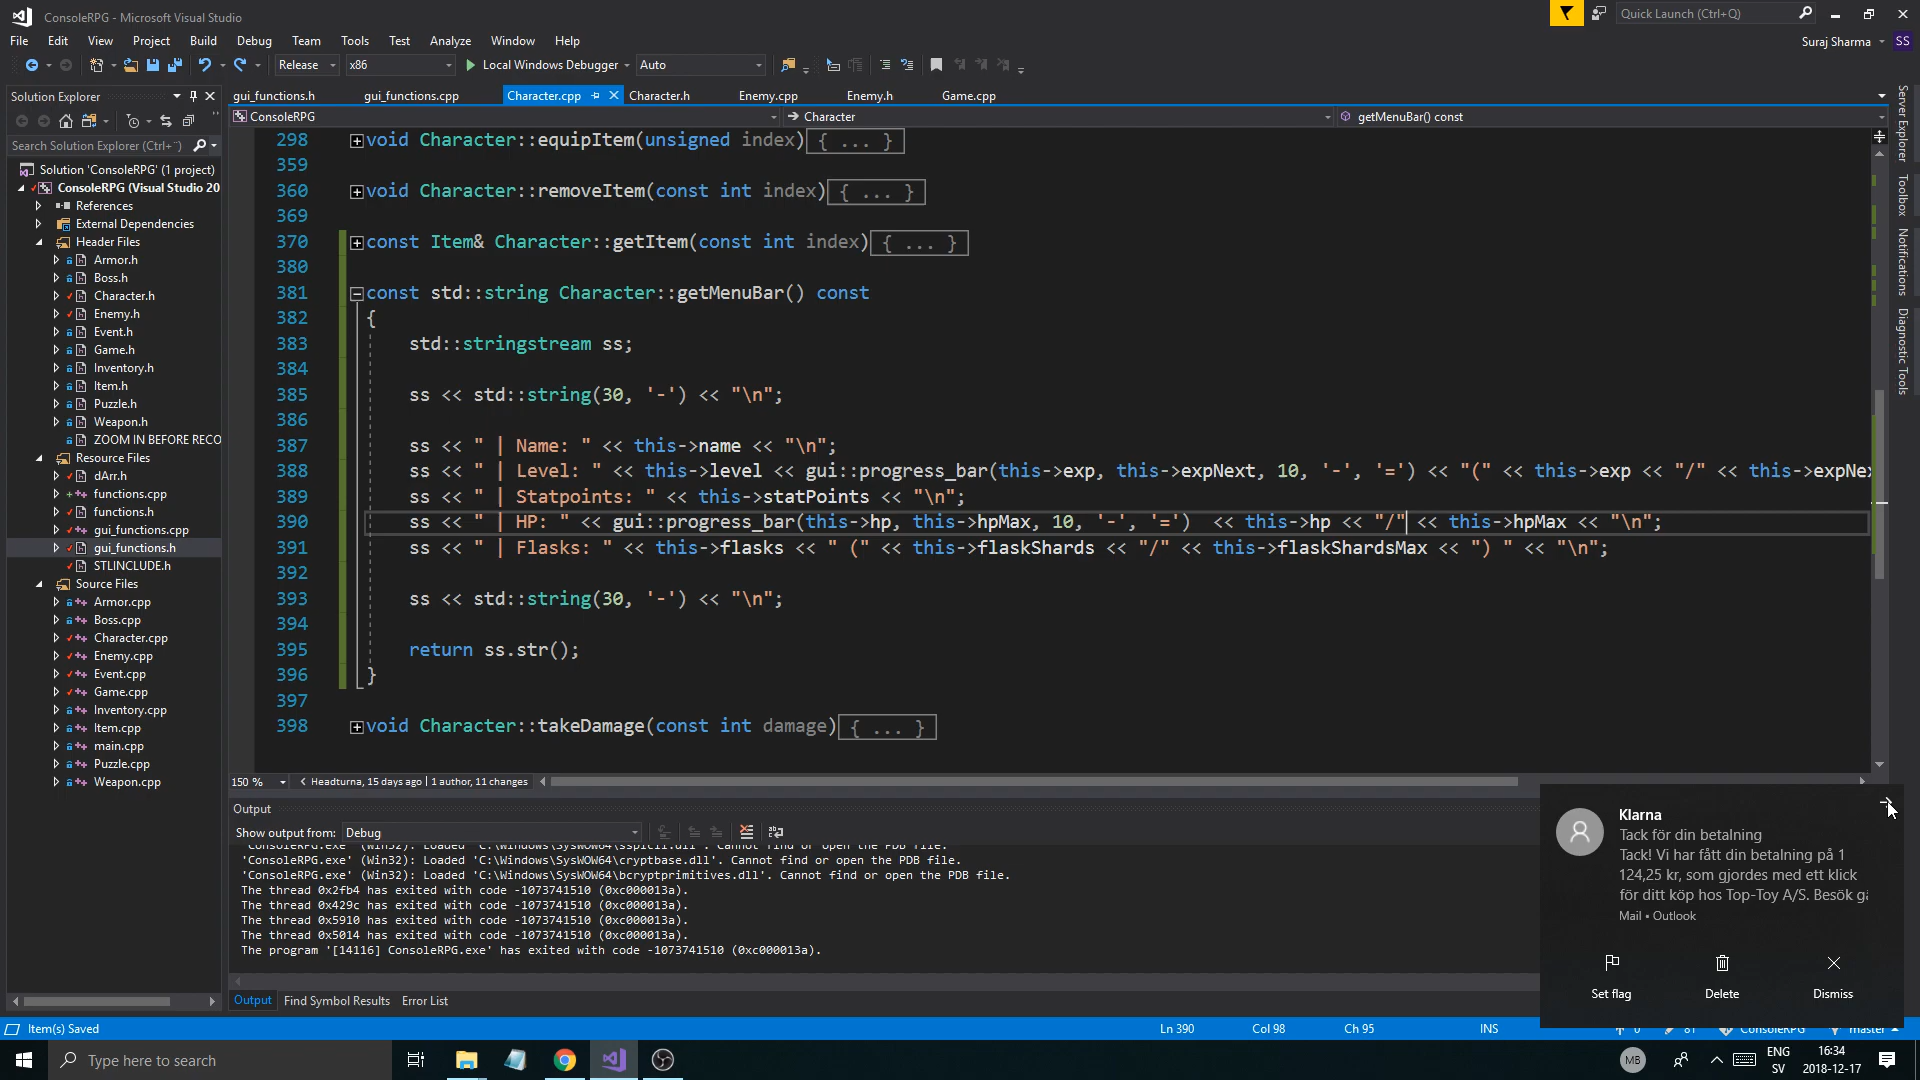 ConsoleRPG - Microsoft Visual Studio
Quick Launch (Ctrl+Q)
File Edit View Project Build Debug Team Tools Test Analyze Window Help
Suraj Sharma SS
Release x86 Local Windows Debugger Auto
Solution Explorer
gui_functions.h gui_functions.cpp Character.cpp Character.h Enemy.cpp Enemy.h Game.cpp
ConsoleRPG Character getMenuBar() const
Search Solution Explorer (Ctrl+¨)
Solution 'ConsoleRPG' (1 project)
ConsoleRPG (Visual Studio 20
References
External Dependencies
Header Files
Armor.h
Boss.h
Character.h
Enemy.h
Event.h
Game.h
Inventory.h
Item.h
Puzzle.h
Weapon.h
ZOOM IN BEFORE RECO
Resource Files
dArr.h
functions.cpp
functions.h
gui_functions.cpp
gui_functions.h
STLINCLUDE.h
Source Files
Armor.cpp
Boss.cpp
Character.cpp
Enemy.cpp
Event.cpp
Game.cpp
Inventory.cpp
Item.cpp
main.cpp
Puzzle.cpp
Weapon.cpp
298 void Character::equipItem(unsigned index){ ... }
359
360 void Character::removeItem(const int index){ ... }
369
370 const Item& Character::getItem(const int index){ ... }
380
381 const std::string Character::getMenuBar() const
382 {
383 std::stringstream ss;
384
385 ss << std::string(30, '-') << "\n";
386
387 ss << " | Name: " << this->name << "\n";
388 ss << " | Level: " << this->level << gui::progress_bar(this->exp, this->expNext, 10, '-', '=') << "(" << this->exp << "/" << this->expNex
389 ss << " | Statpoints: " << this->statPoints << "\n";
390 ss << " | HP: " << gui::progress_bar(this->hp, this->hpMax, 10, '-', '=')  << this->hp << "/" << this->hpMax << "\n";
391 ss << " | Flasks: " << this->flasks << " (" << this->flaskShards << "/" << this->flaskShardsMax << ") " << "\n";
392
393 ss << std::string(30, '-') << "\n";
394
395 return ss.str();
396 }
397
398 void Character::takeDamage(const int damage){ ... }
Server Explorer
Toolbox
Notifications
Diagnostic Tools
150 % Headturna, 15 days ago | 1 author, 11 changes
Output
Show output from: Debug
'ConsoleRPG.exe' (Win32): Loaded 'C:\Windows\SysWOW64\sspicli.dll'. Cannot find or open the PDB file.
'ConsoleRPG.exe' (Win32): Loaded 'C:\Windows\SysWOW64\cryptbase.dll'. Cannot find or open the PDB file.
'ConsoleRPG.exe' (Win32): Loaded 'C:\Windows\SysWOW64\bcryptprimitives.dll'. Cannot find or open the PDB file.
The thread 0x2fb4 has exited with code -1073741510 (0xc000013a).
The thread 0x429c has exited with code -1073741510 (0xc000013a).
The thread 0x5910 has exited with code -1073741510 (0xc000013a).
The thread 0x5014 has exited with code -1073741510 (0xc000013a).
The program '[14116] ConsoleRPG.exe' has exited with code -1073741510 (0xc000013a).
Output Find Symbol Results Error List
Klarna
Tack för din betalning
Tack! Vi har fått din betalning på 1
124,25 kr, som gjordes med ett klick
för ditt köp hos Top-Toy A/S. Besök gä
Mail • Outlook
Set flag Delete Dismiss
Item(s) Saved Ln 390 Col 98 Ch 95 INS 0 81 ConsoleRPG master
Type here to search
MB ENG
SV
16:34
2018-12-17